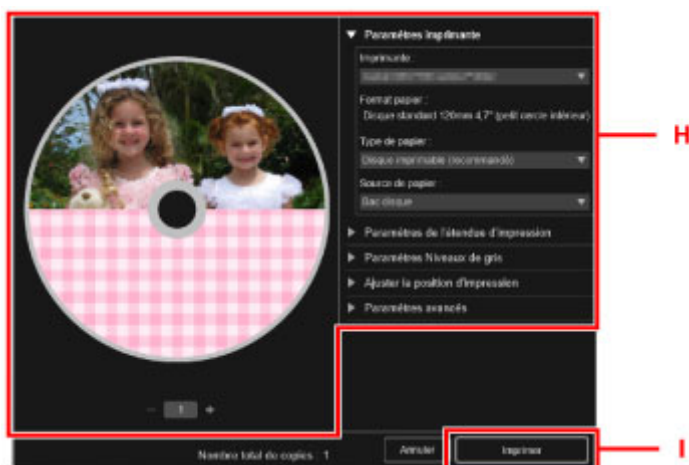 Paramètres Imprimante
Imprimante :
Format papier :
Disque standard 120mm 4,7" (petit cercle intérieur)
Type de papier :
Disque imprimable (recommandé)
Source de papier :
Bac disque
Paramètres de l'étendue d'impression
Paramètres Niveaux de gris
Ajuster la position d'impression
Paramètres avancés
H
− 1 +
Nombre total de copies : 1
Annuler
Imprimer
I